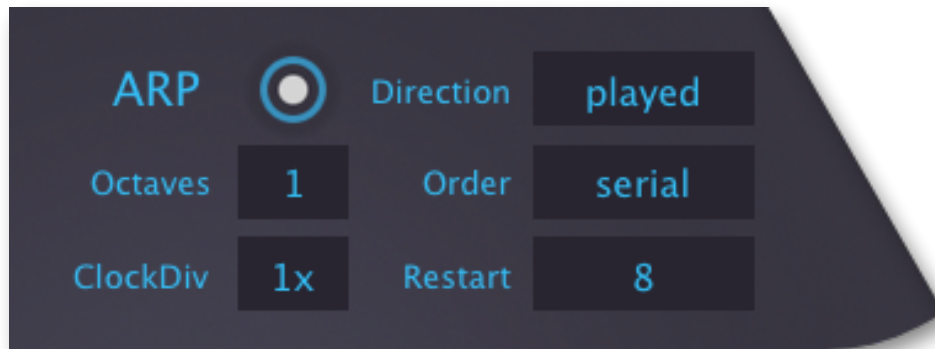 ARP Direction played
Octaves 1 Order serial
ClockDiv 1x Restart 8